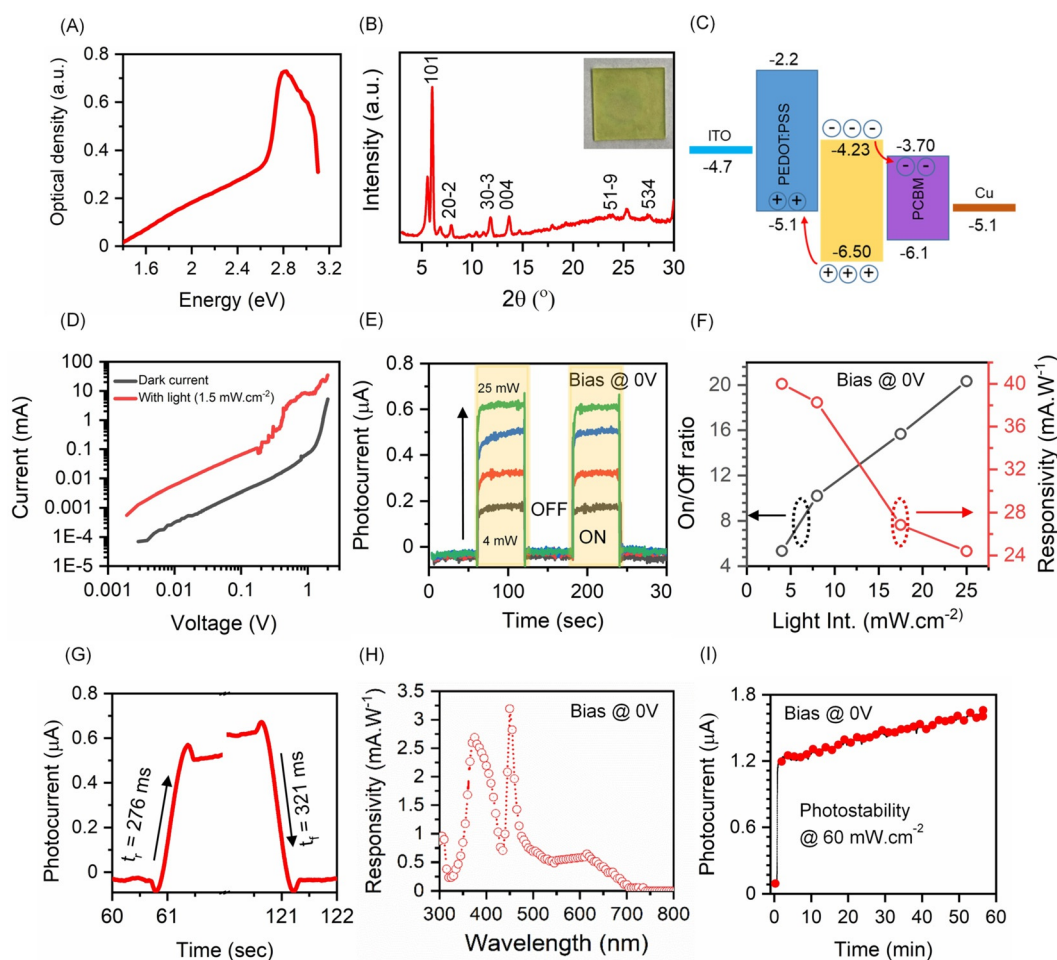 (A)
0.8
0.6
0.4
0.2
0.0
Optical density (a.u.)
1.4 1.6 2.0 2.4 2.8 3.2
Energy (eV)
(B)
Intensity (a.u.)
101
20-2
30-3
004
51-9
534
5 10 15 20 25 30
2θ (°)
(C)
ITO
-4.7
-2.2
PEDOT:PSS
-5.1
-4.23
-6.50
-3.70
PCBM
-6.1
Cu
-5.1
(D)
100
10
1
0.1
0.01
0.001
1E-4
1E-5
Current (mA)
Dark current
With light (1.5 mW.cm-2)
0.001 0.01 0.1 1
Voltage (V)
(E)
0.8
0.6
0.4
0.2
0
Photocurrent (μA)
Bias @ 0V
25 mW
4 mW
OFF
ON
0 100 200 30
Time (sec)
(F)
20
16
12
8
4
On/Off ratio
Bias @ 0V
40
36
32
28
24
Responsivity (mA.W-1)
0 5 10 15 20 25
Light Int. (mW.cm-2)
(G)
0.8
0.6
0.4
0.2
0
Photocurrent (μA)
tr = 276 ms
tf = 321 ms
60 61 121 122
Time (sec)
(H)
3.5
3
2.5
2
1.5
1
0.5
0
Responsivity (mA.W-1)
Bias @ 0V
300 400 500 600 700 800
Wavelength (nm)
(I)
1.8
1.2
0.6
0
Photocurrent (μA)
Bias @ 0V
Photostability
@ 60 mW.cm-2
0 10 20 30 40 50 60
Time (min)